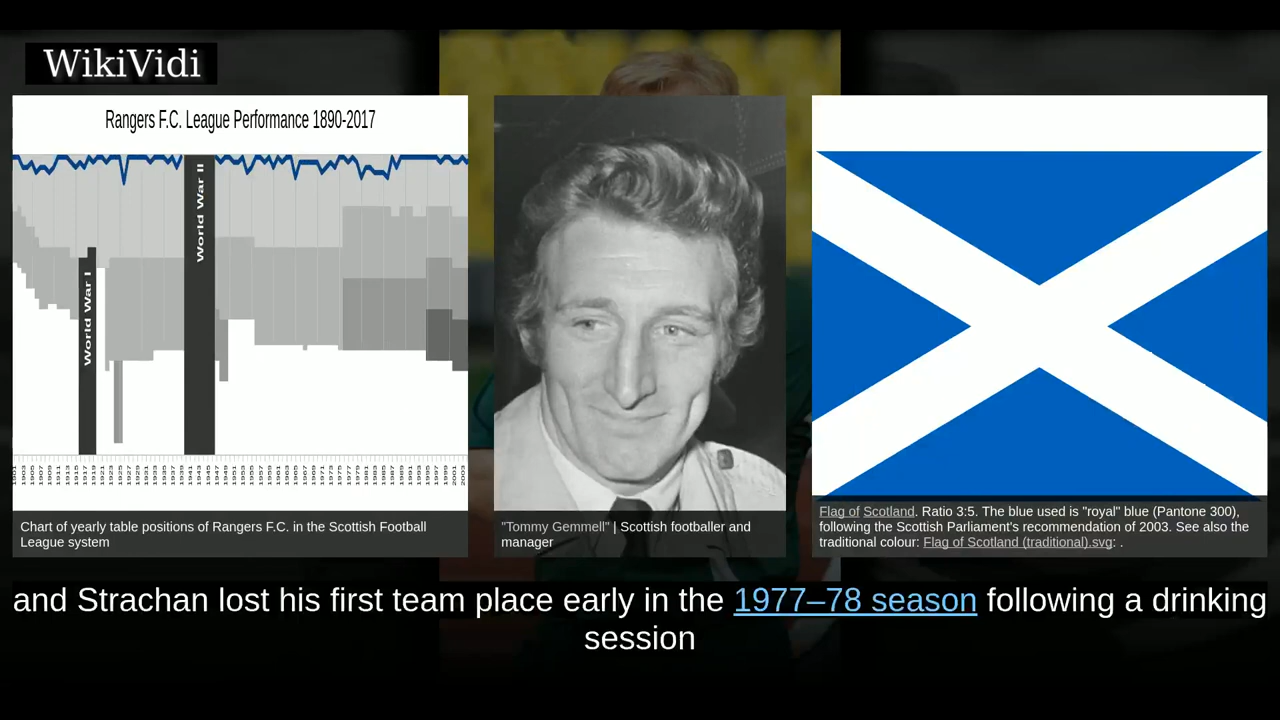 WikiVidi
Rangers F.C. League Performance 1890-2017
World War I
World War II
Chart of yearly table positions of Rangers F.C. in the Scottish Football
League system
"Tommy Gemmell" | Scottish footballer and
manager
Flag of Scotland. Ratio 3:5. The blue used is "royal" blue (Pantone 300),
following the Scottish Parliament's recommendation of 2003. See also the
traditional colour: Flag of Scotland (traditional).svg: .
and Strachan lost his first team place early in the 1977–78 season following a drinking
session